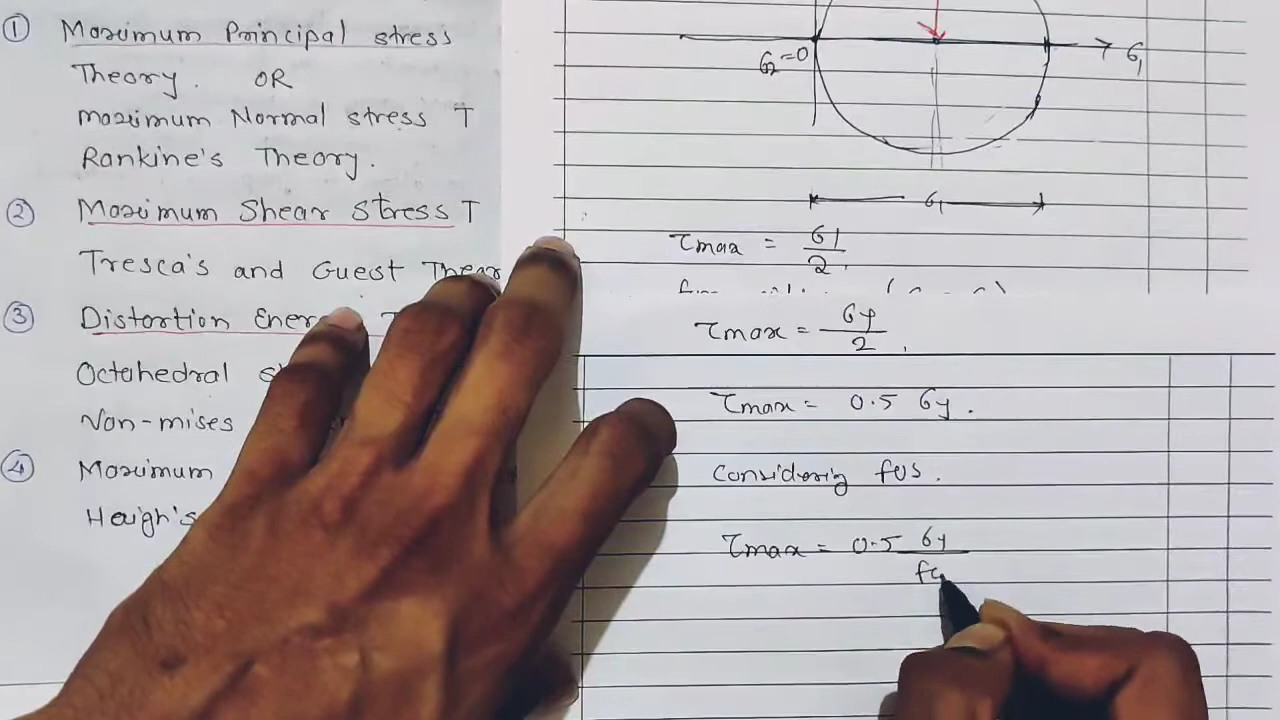 ① Maximum Principal stress
Theory. OR
maximum Normal stress T
Rankine's Theory.
② Maximum Shear Stress T
Tresca's and Guest Thear
③ Distortion Ener
Octahedral
Von-mises
④ Maximum
Heigh's
σ2=0
σ1
σ1
τmax = σ1/2.
τmax = σy/2.
τmax = 0.5 σy.
Considering fos.
τmax = 0.5 σy/fo